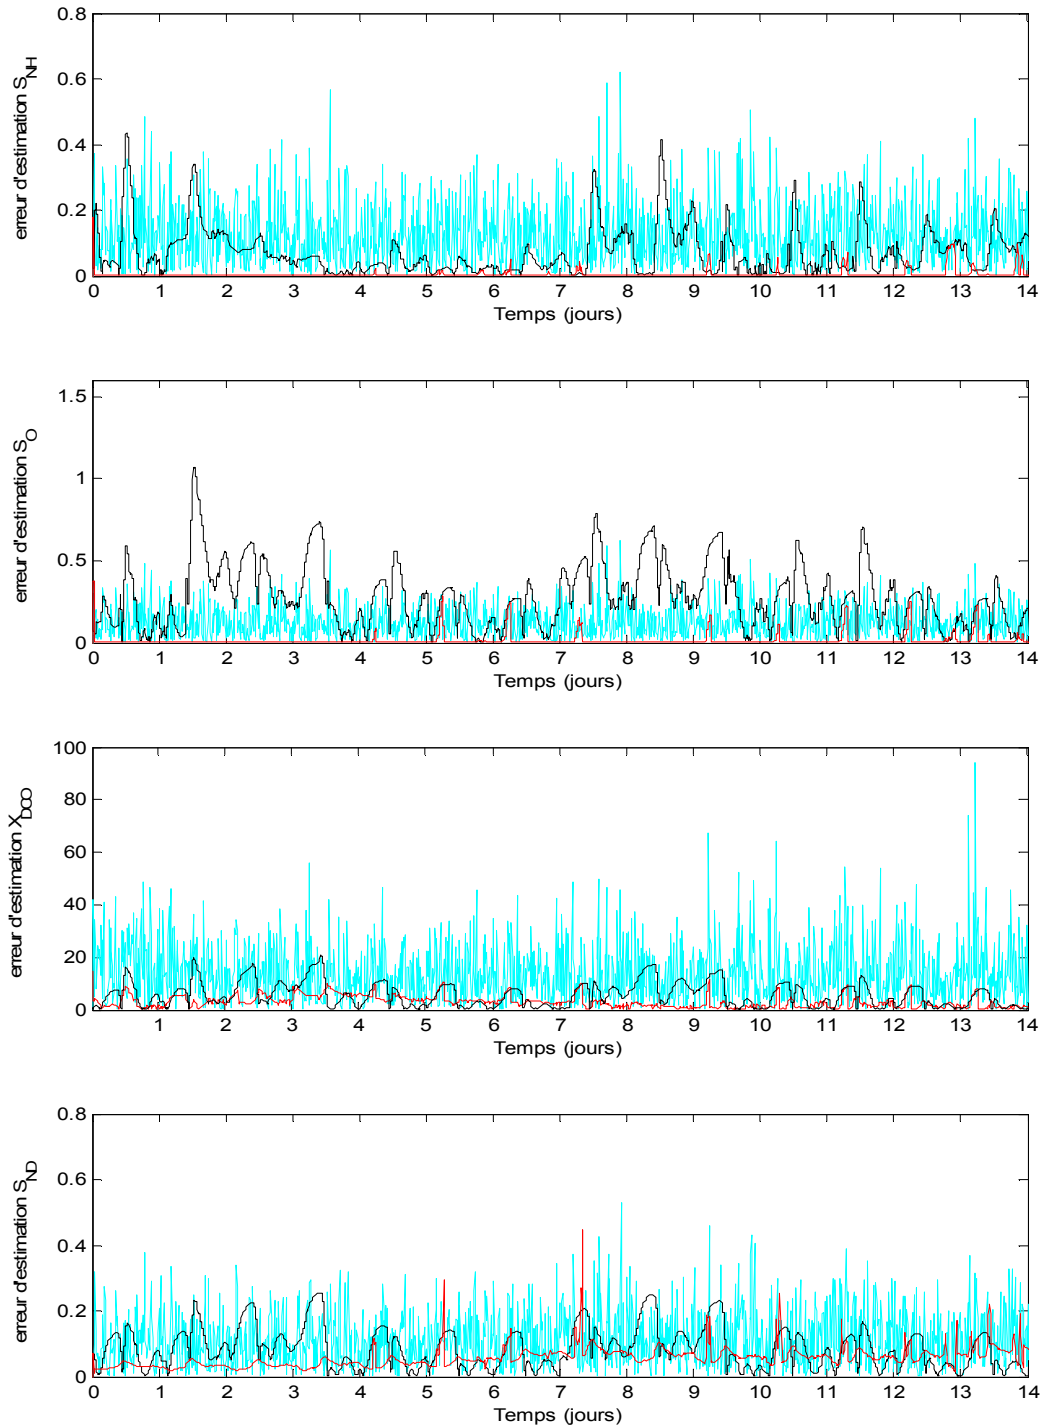 0.8
0.6
0.4
0.2
0
erreur d'estimation S_NH
0 1 2 3 4 5 6 7 8 9 10 11 12 13 14
Temps (jours)
1.5
1
0.5
0
erreur d'estimation S_O
0 1 2 3 4 5 6 7 8 9 10 11 12 13 14
Temps (jours)
100
80
60
40
20
0
erreur d'estimation X_DCO
1 2 3 4 5 6 7 8 9 10 11 12 13 14
Temps (jours)
0.8
0.6
0.4
0.2
0
erreur d'estimation S_ND
0 1 2 3 4 5 6 7 8 9 10 11 12 13 14
Temps (jours)